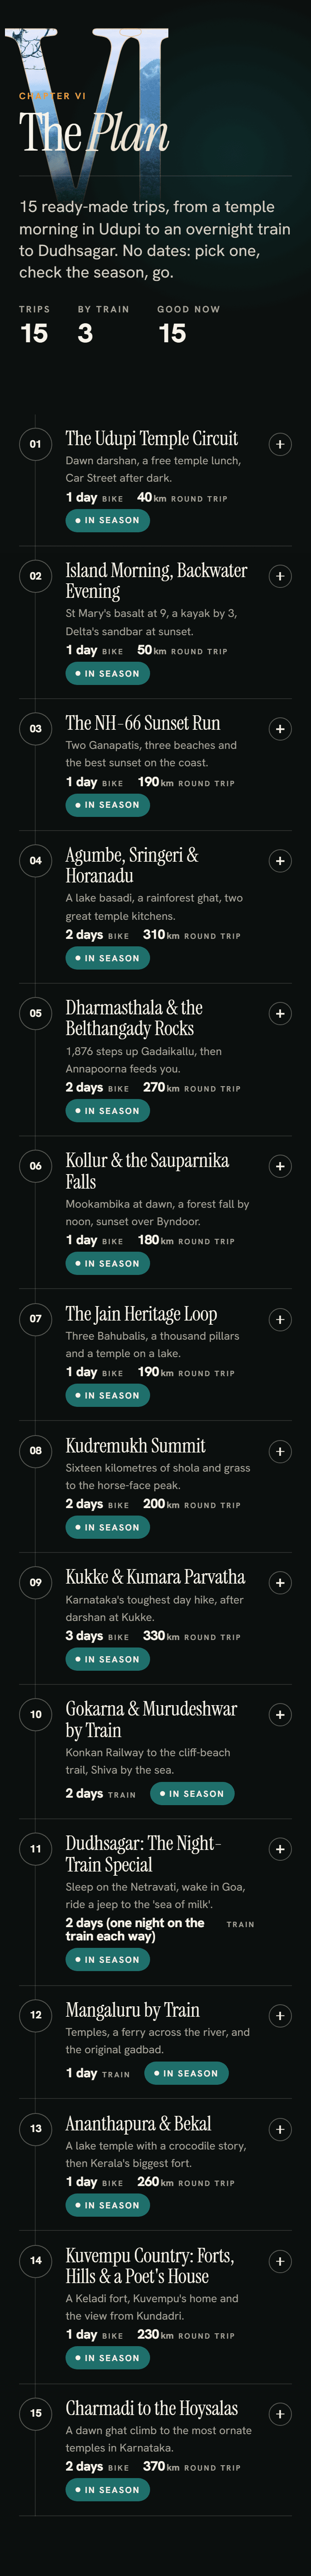 VI
CHAPTER VI
The Plan
15 ready-made trips, from a temple
morning in Udupi to an overnight train
to Dudhsagar. No dates: pick one,
check the season, go.
TRIPS BY TRAIN GOOD NOW
15 3 15
01
The Udupi Temple Circuit
+
Dawn darshan, a free temple lunch,
Car Street after dark.
1 day BIKE 40 km ROUND TRIP
IN SEASON
02
Island Morning, Backwater
Evening
+
St Mary's basalt at 9, a kayak by 3,
Delta's sandbar at sunset.
1 day BIKE 50 km ROUND TRIP
IN SEASON
03
The NH-66 Sunset Run
+
Two Ganapatis, three beaches and
the best sunset on the coast.
1 day BIKE 190 km ROUND TRIP
IN SEASON
04
Agumbe, Sringeri &
Horanadu
+
A lake basadi, a rainforest ghat, two
great temple kitchens.
2 days BIKE 310 km ROUND TRIP
IN SEASON
05
Dharmasthala & the
Belthangady Rocks
+
1,876 steps up Gadaikallu, then
Annapoorna feeds you.
2 days BIKE 270 km ROUND TRIP
IN SEASON
06
Kollur & the Sauparnika
Falls
+
Mookambika at dawn, a forest fall by
noon, sunset over Byndoor.
1 day BIKE 180 km ROUND TRIP
IN SEASON
07
The Jain Heritage Loop
+
Three Bahubalis, a thousand pillars
and a temple on a lake.
1 day BIKE 190 km ROUND TRIP
IN SEASON
08
Kudremukh Summit
+
Sixteen kilometres of shola and grass
to the horse-face peak.
2 days BIKE 200 km ROUND TRIP
IN SEASON
09
Kukke & Kumara Parvatha
+
Karnataka's toughest day hike, after
darshan at Kukke.
3 days BIKE 330 km ROUND TRIP
IN SEASON
10
Gokarna & Murudeshwar
by Train
+
Konkan Railway to the cliff-beach
trail, Shiva by the sea.
2 days TRAIN IN SEASON
11
Dudhsagar: The Night-
Train Special
+
Sleep on the Netravati, wake in Goa,
ride a jeep to the 'sea of milk'.
2 days (one night on the TRAIN
train each way)
IN SEASON
12
Mangaluru by Train
+
Temples, a ferry across the river, and
the original gadbad.
1 day TRAIN IN SEASON
13
Ananthapura & Bekal
+
A lake temple with a crocodile story,
then Kerala's biggest fort.
1 day BIKE 260 km ROUND TRIP
IN SEASON
14
Kuvempu Country: Forts,
Hills & a Poet's House
+
A Keladi fort, Kuvempu's home and
the view from Kundadri.
1 day BIKE 230 km ROUND TRIP
IN SEASON
15
Charmadi to the Hoysalas
+
A dawn ghat climb to the most ornate
temples in Karnataka.
2 days BIKE 370 km ROUND TRIP
IN SEASON